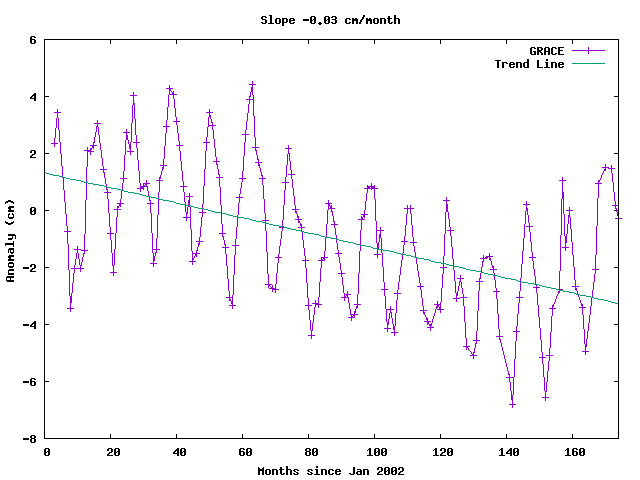 Slope -0.03 cm/month
GRACE
Trend Line
6
4
2
0
-2
-4
-6
-8
Anomaly (cm)
0 20 40 60 80 100 120 140 160
Months since Jan 2002